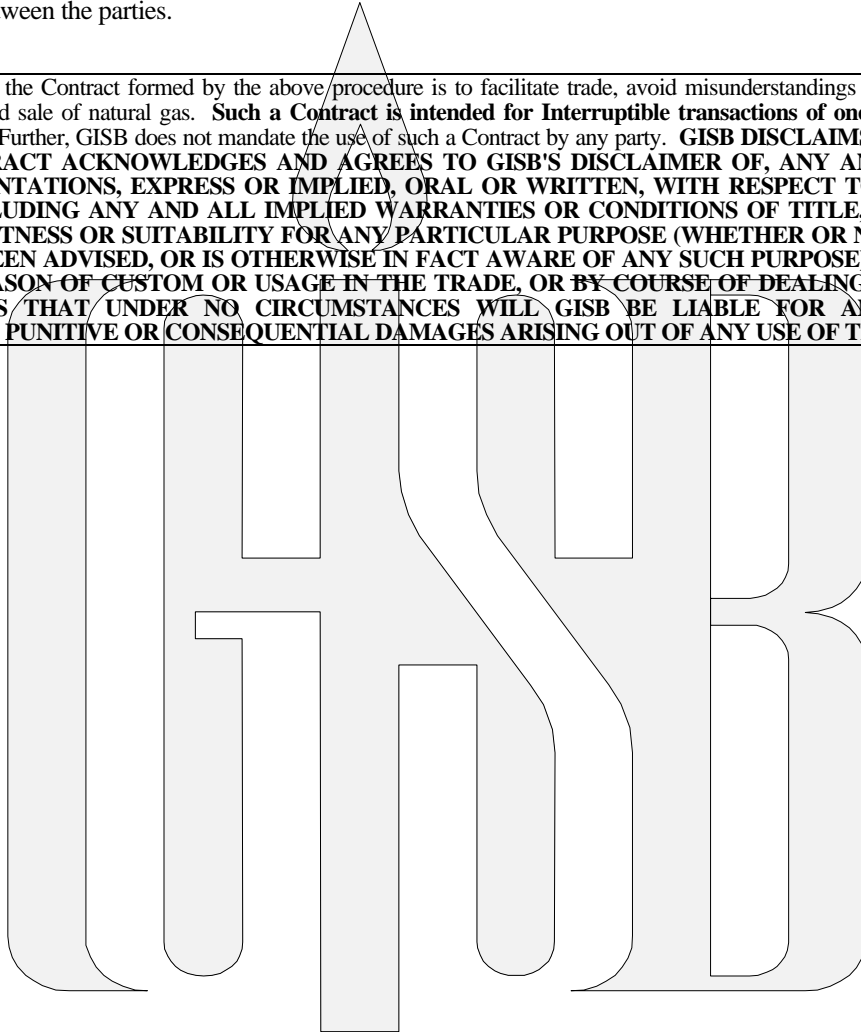 tween the parties.
the Contract formed by the above procedure is to facilitate trade, avoid misunderstandings
d sale of natural gas. Such a Contract is intended for Interruptible transactions of one
Further, GISB does not mandate the use of such a Contract by any party. GISB DISCLAIMS
RACT ACKNOWLEDGES AND AGREES TO GISB'S DISCLAIMER OF, ANY AN
NTATIONS, EXPRESS OR IMPLIED, ORAL OR WRITTEN, WITH RESPECT T
LUDING ANY AND ALL IMPLIED WARRANTIES OR CONDITIONS OF TITLE,
TNESS OR SUITABILITY FOR ANY PARTICULAR PURPOSE (WHETHER OR N
EEN ADVISED, OR IS OTHERWISE IN FACT AWARE OF ANY SUCH PURPOSE
ASON OF CUSTOM OR USAGE IN THE TRADE, OR BY COURSE OF DEALING
S THAT UNDER NO CIRCUMSTANCES WILL GISB BE LIABLE FOR AN
PUNITIVE OR CONSEQUENTIAL DAMAGES ARISING OUT OF ANY USE OF T
GISB